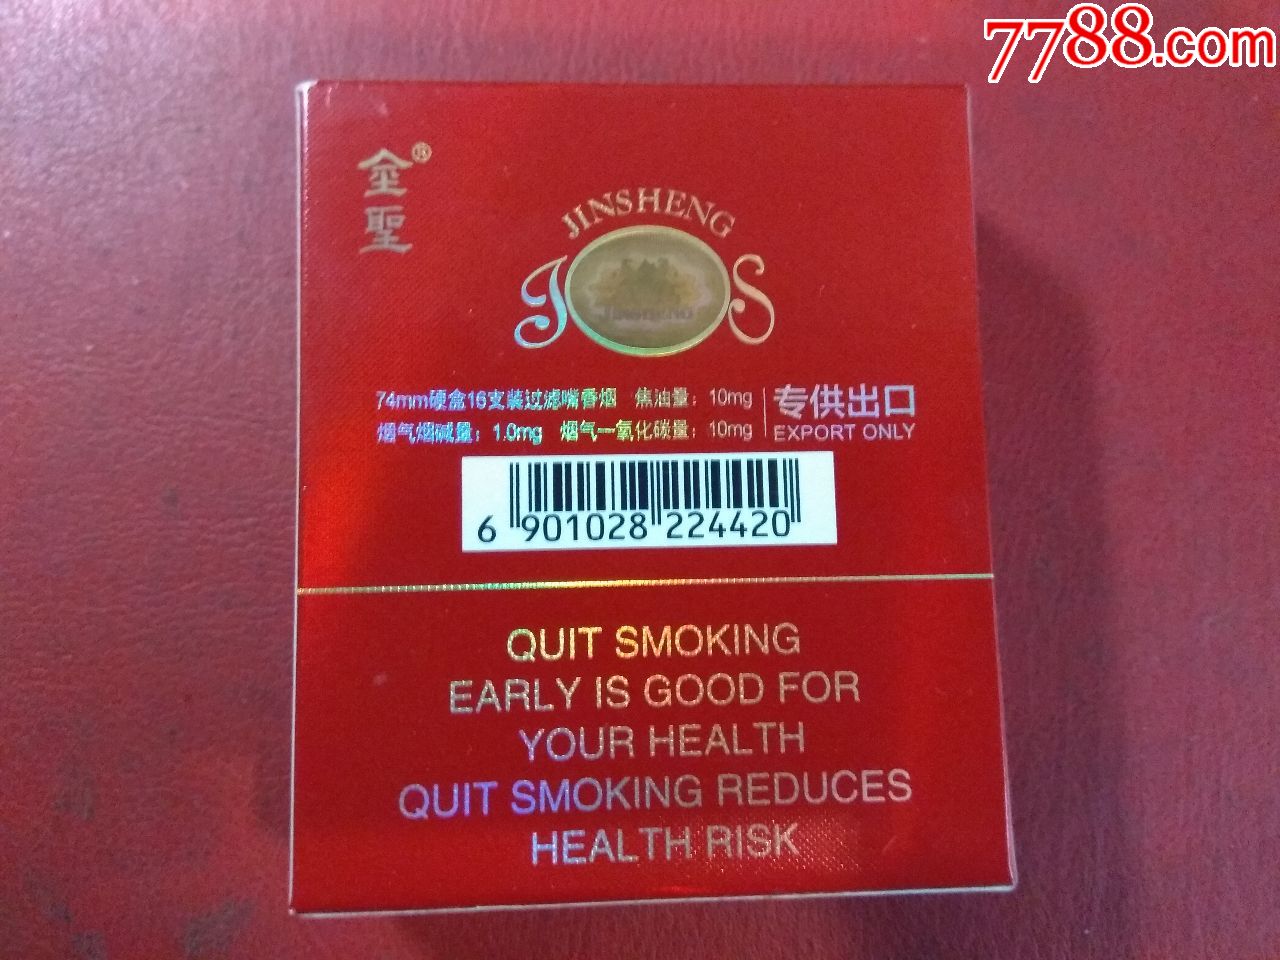 7788.com
金®
聖
JINSHENG
J S
JINSHENG
74mm硬盒16支装过滤嘴香烟 焦油量：10mg
烟气烟碱量：1.0mg 烟气一氧化碳量：10mg
专供出口
EXPORT ONLY
6 901028 224420
QUIT SMOKING
EARLY IS GOOD FOR
YOUR HEALTH
QUIT SMOKING REDUCES
HEALTH RISK